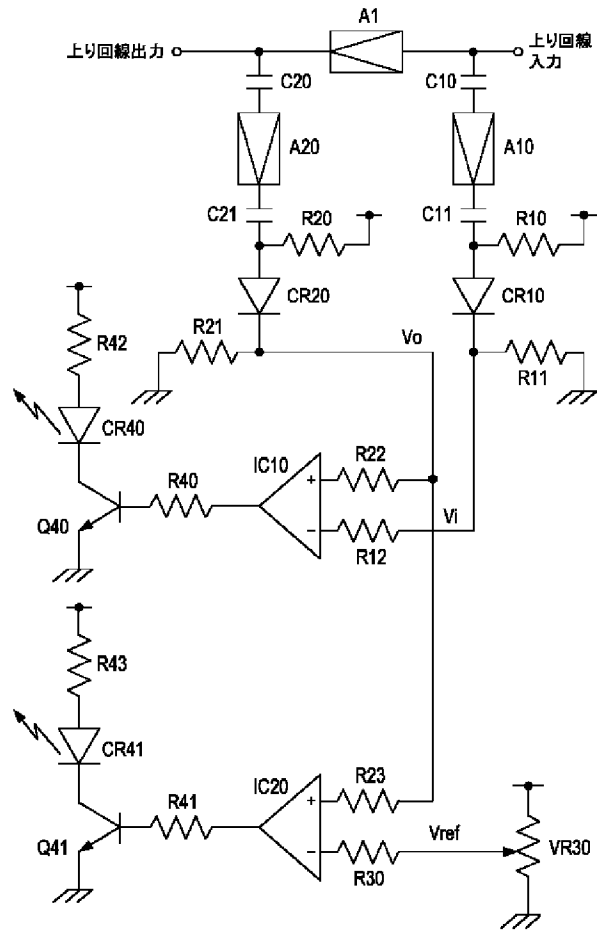 A1
上り回線出力
上り回線
入力
C20
C10
A20
A10
C21
R20
C11
R10
CR20
CR10
R21
Vo
R11
R42
CR40
R40
IC10
R22
+
Vi
Q40
−
R12
R43
CR41
R41
IC20
R23
+
Vref
Q41
−
R30
VR30